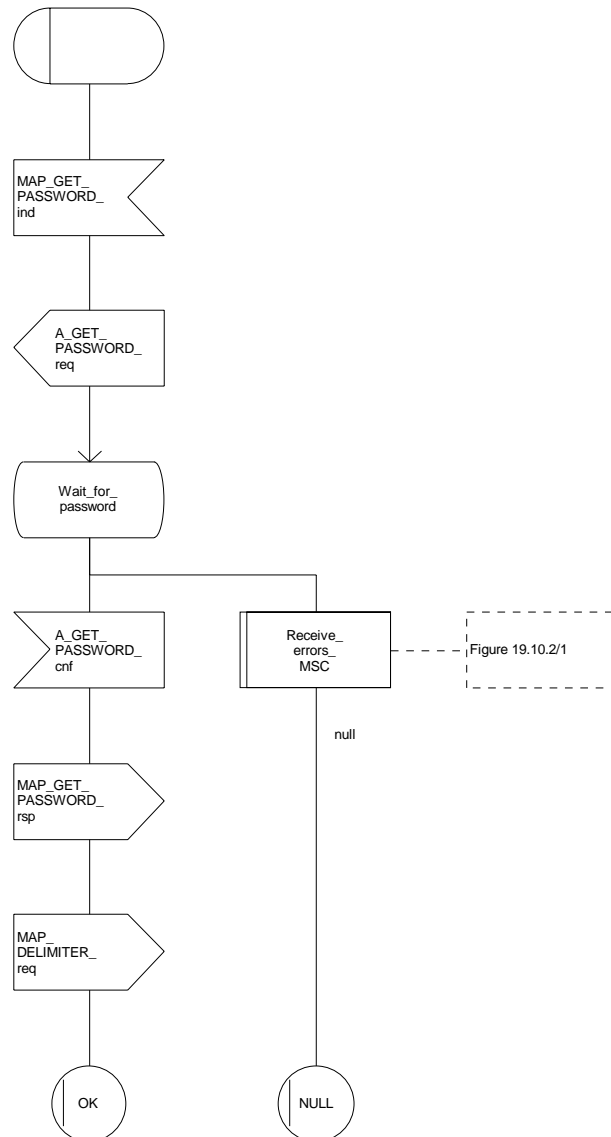 MAP_GET_
PASSWORD_
ind
A_GET_
PASSWORD_
req
Wait_for_
password
A_GET_
PASSWORD_
cnf
Receive_
errors_
MSC
Figure 19.10.2/1
null
MAP_GET_
PASSWORD_
rsp
MAP_
DELIMITER_
req
OK
NULL